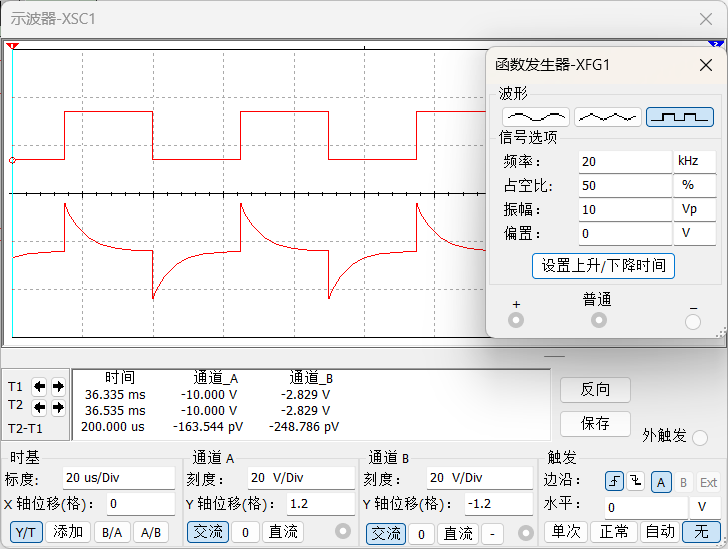 示波器-XSC1
1
2
函数发生器-XFG1
波形
信号选项
频率： 20 kHz
占空比: 50 %
振幅： 10 Vp
偏置： 0 V
设置上升/下降时间
+ 普通 −
时间 通道_A 通道_B
T1 36.335 ms -10.000 V -2.829 V
T2 36.535 ms -10.000 V -2.829 V
T2-T1 200.000 us -163.544 pV -248.786 pV
反向
保存
外触发
时基
标度: 20 us/Div
X 轴位移(格)： 0
Y/T 添加 B/A A/B
通道 A
刻度： 20 V/Div
Y 轴位移(格)： 1.2
交流 0 直流
通道 B
刻度： 20 V/Div
Y 轴位移(格)： -1.2
交流 0 直流 -
触发
边沿： A B Ext
水平： 0 V
单次 正常 自动 无